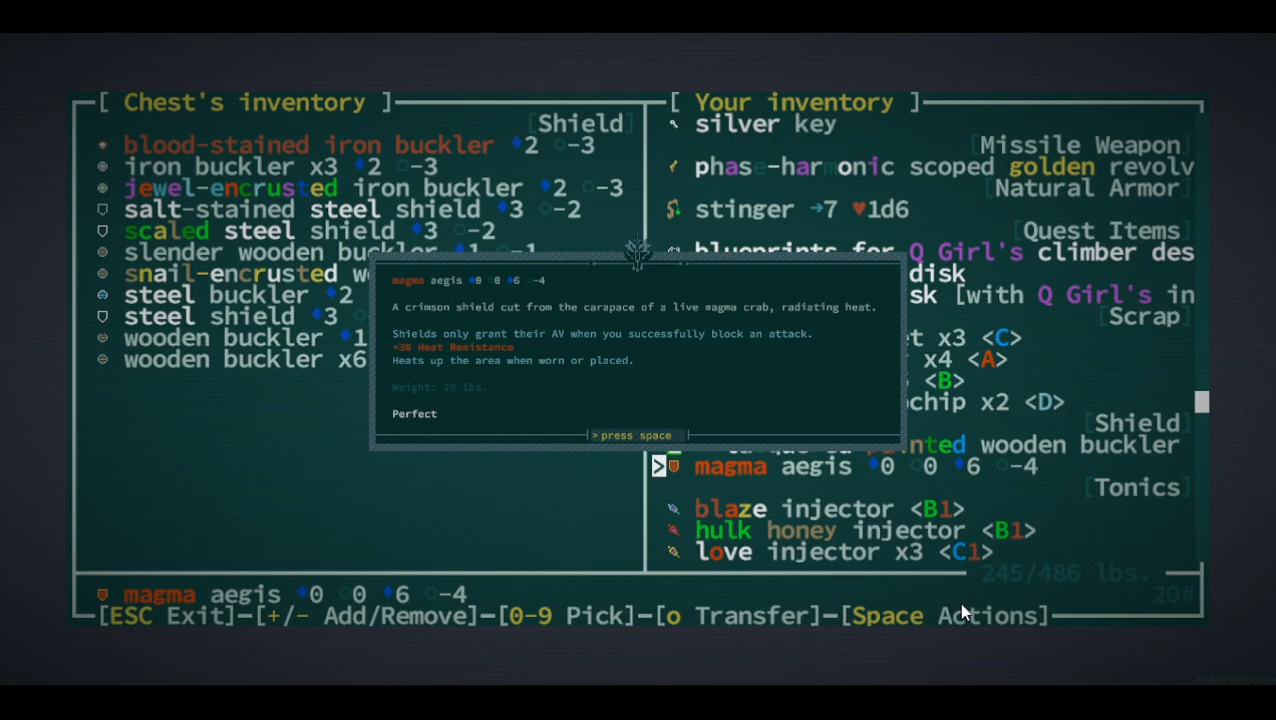 [ Chest's inventory ]
[Shield]
blood-stained iron buckler ♦2 ○-3
iron buckler x3 ♦2 ○-3
jewel-encrusted iron buckler ♦2 ○-3
salt-stained steel shield ♦3 ○-2
scaled steel shield ♦3 ○-2
slender wooden buckler ♦1 ○-1
snail-encrusted
steel buckler ♦2
steel shield ♦3
wooden buckler ♦1
wooden buckler x6
[ Your inventory ]
silver key
[Missile Weapon]
phase-harmonic scoped golden revolv
[Natural Armor]
stinger →7 ♥1d6
[Quest Items]
blueprints for Q Girl's climber des
disk
sk [with Q Girl's in
[Scrap]
t x3 <C>
x4 <A>
<B>
chip x2 <D>
[Shield]
wooden buckler
> magma aegis ♦0 ○0 ♦6 ○-4
[Tonics]
blaze injector <B1>
hulk honey injector <B1>
love injector x3 <C1>
magma aegis ♦0 ○0 ♦6 ○-4
A crimson shield cut from the carapace of a live magma crab, radiating heat.
Shields only grant their AV when you successfully block an attack.
+30 Heat Resistance
Heats up the area when worn or placed.
Weight: 20 lbs.
Perfect
>press space
245/486 lbs.
magma aegis ♦0 ○0 ♦6 ○-4
20#
[ESC Exit]-[+/- Add/Remove]-[0-9 Pick]-[o Transfer]-[Space Actions]
PASSTHROUGH